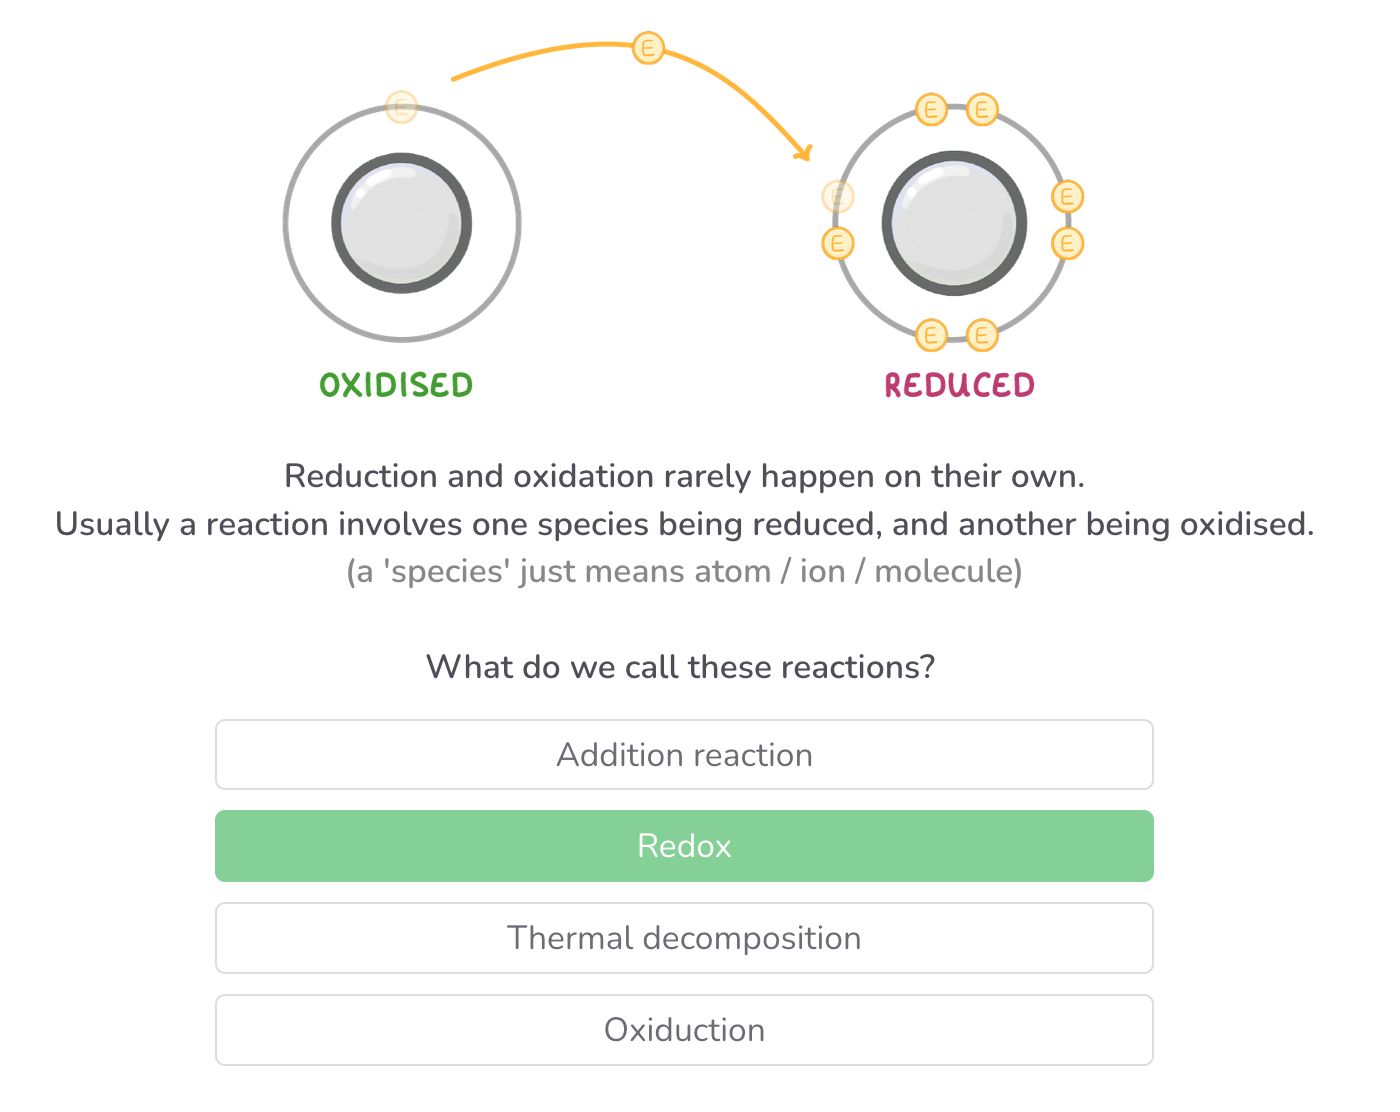 E
E
E
E
E
E
E
E
E
E
OXIDISED
REDUCED
Reduction and oxidation rarely happen on their own.
Usually a reaction involves one species being reduced, and another being oxidised.
(a 'species' just means atom / ion / molecule)
What do we call these reactions?
Addition reaction
Redox
Thermal decomposition
Oxiduction